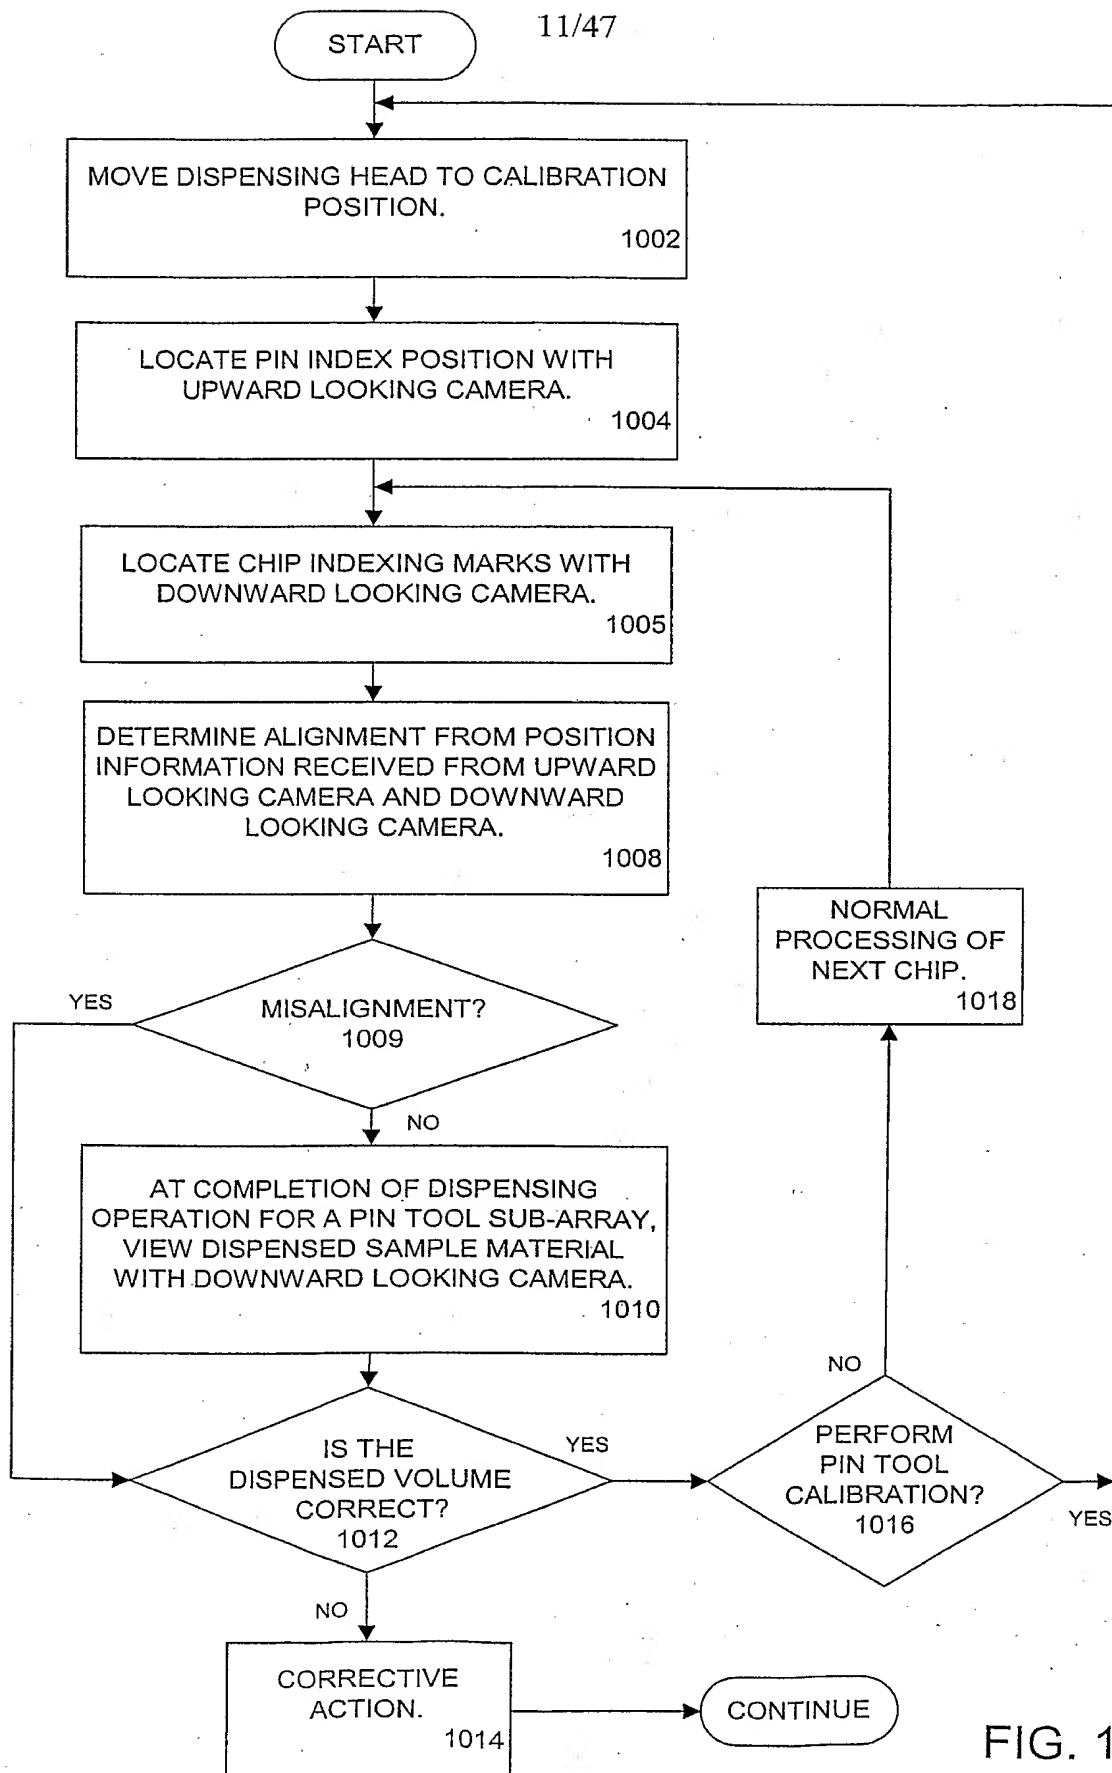 11/47
START
MOVE DISPENSING HEAD TO CALIBRATION
POSITION.
1002
LOCATE PIN INDEX POSITION WITH
UPWARD LOOKING CAMERA.
1004
LOCATE CHIP INDEXING MARKS WITH
DOWNWARD LOOKING CAMERA.
1005
DETERMINE ALIGNMENT FROM POSITION
INFORMATION RECEIVED FROM UPWARD
LOOKING CAMERA AND DOWNWARD
LOOKING CAMERA.
1008
NORMAL
PROCESSING OF
NEXT CHIP.
1018
YES
MISALIGNMENT?
1009
NO
AT COMPLETION OF DISPENSING
OPERATION FOR A PIN TOOL SUB-ARRAY,
VIEW DISPENSED SAMPLE MATERIAL
WITH DOWNWARD LOOKING CAMERA.
1010
NO
IS THE
DISPENSED VOLUME
CORRECT?
1012
YES
PERFORM
PIN TOOL
CALIBRATION?
1016
YES
NO
CORRECTIVE
ACTION.
1014
CONTINUE
FIG. 1